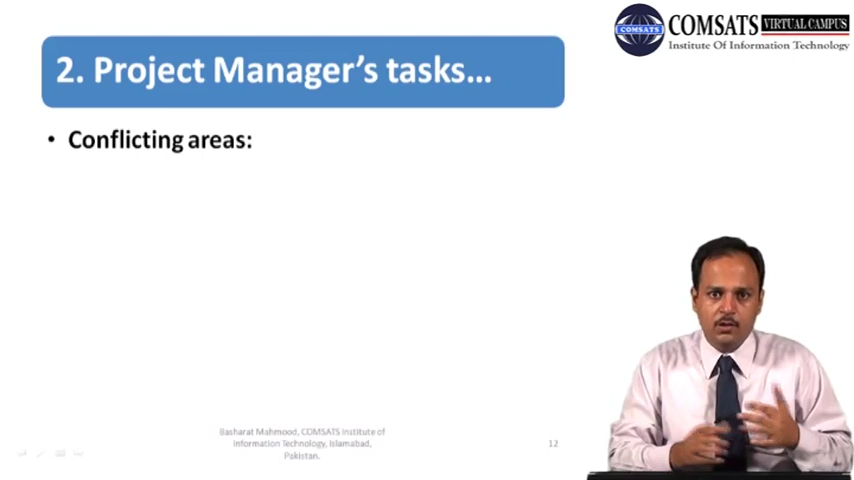 COMSATS VIRTUAL CAMPUS
COMSATS Institute Of Information Technology
2. Project Manager's tasks...
• Conflicting areas:
Basharat Mahmood, COMSATS Institute of
Information Technology, Islamabad,
Pakistan.
12